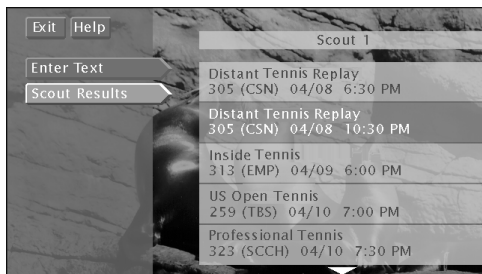 Exit Help
Scout 1
Enter Text
Scout Results
Distant Tennis Replay
305 (CSN) 04/08 6:30 PM
Distant Tennis Replay
305 (CSN) 04/08 10:30 PM
Inside Tennis
313 (EMP) 04/09 6:00 PM
US Open Tennis
259 (TBS) 04/10 7:00 PM
Professional Tennis
323 (SCCH) 04/10 7:30 PM